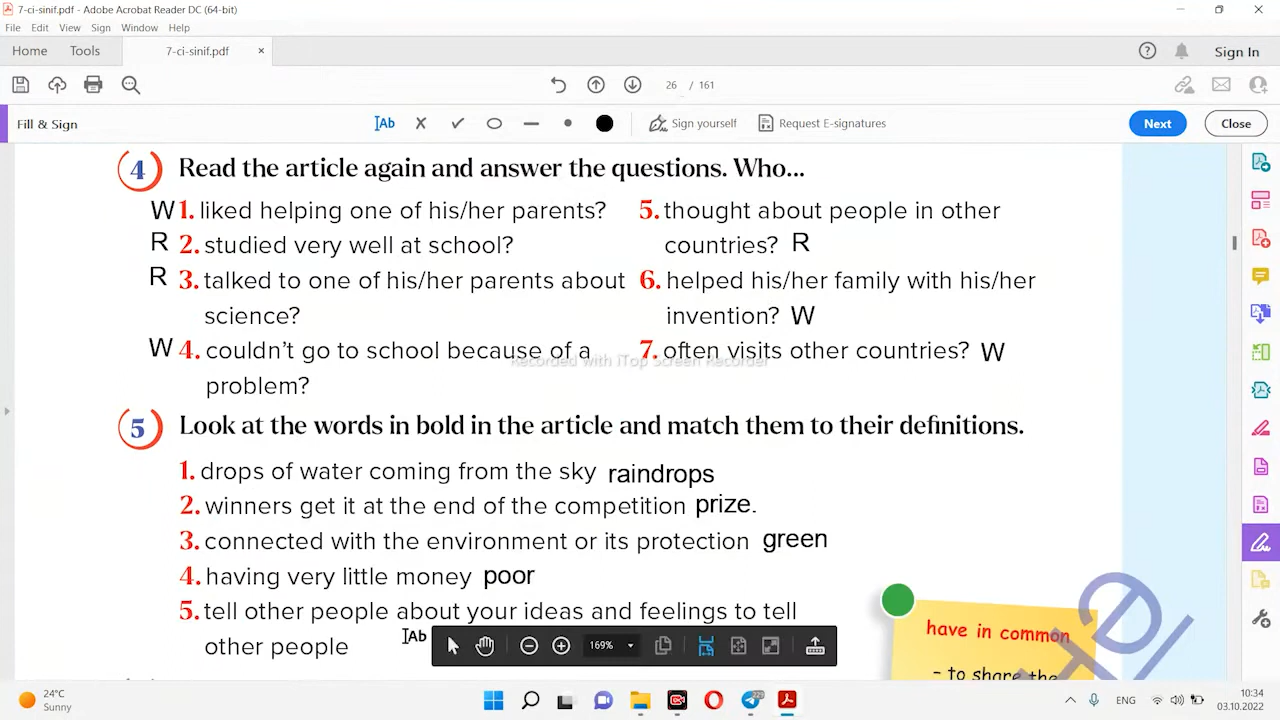 7-ci-sinif.pdf - Adobe Acrobat Reader DC (64-bit)
File Edit View Sign Window Help
Home Tools 7-ci-sinif.pdf × Sign In
26 / 161
Fill & Sign Ab Sign yourself Request E-signatures Next Close
4 Read the article again and answer the questions. Who...
W 1. liked helping one of his/her parents?
R 2. studied very well at school?
R 3. talked to one of his/her parents about
science?
W 4. couldn't go to school because of a
problem?
5. thought about people in other
countries? R
6. helped his/her family with his/her
invention? W
7. often visits other countries? W
Recorded with iTop Screen Recorder
5 Look at the words in bold in the article and match them to their definitions.
1. drops of water coming from the sky raindrops
2. winners get it at the end of the competition prize.
3. connected with the environment or its protection green
4. having very little money poor
5. tell other people about your ideas and feelings to tell
other people Ab
169%
have in common
– to share the
24°C
Sunny
ENG
10:34
03.10.2022